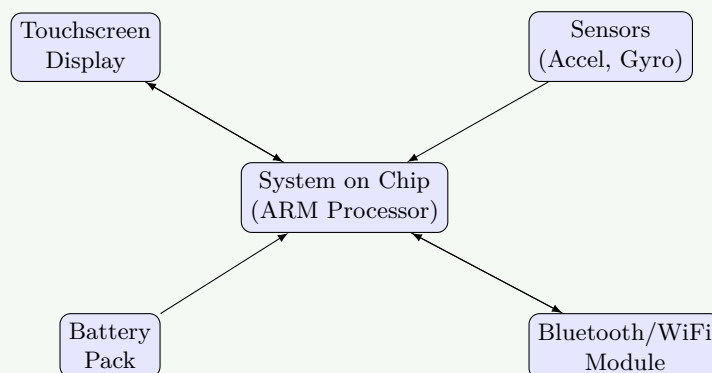 Touchscreen
Display
Sensors
(Accel, Gyro)
System on Chip
(ARM Processor)
Battery
Pack
Bluetooth/WiFi
Module